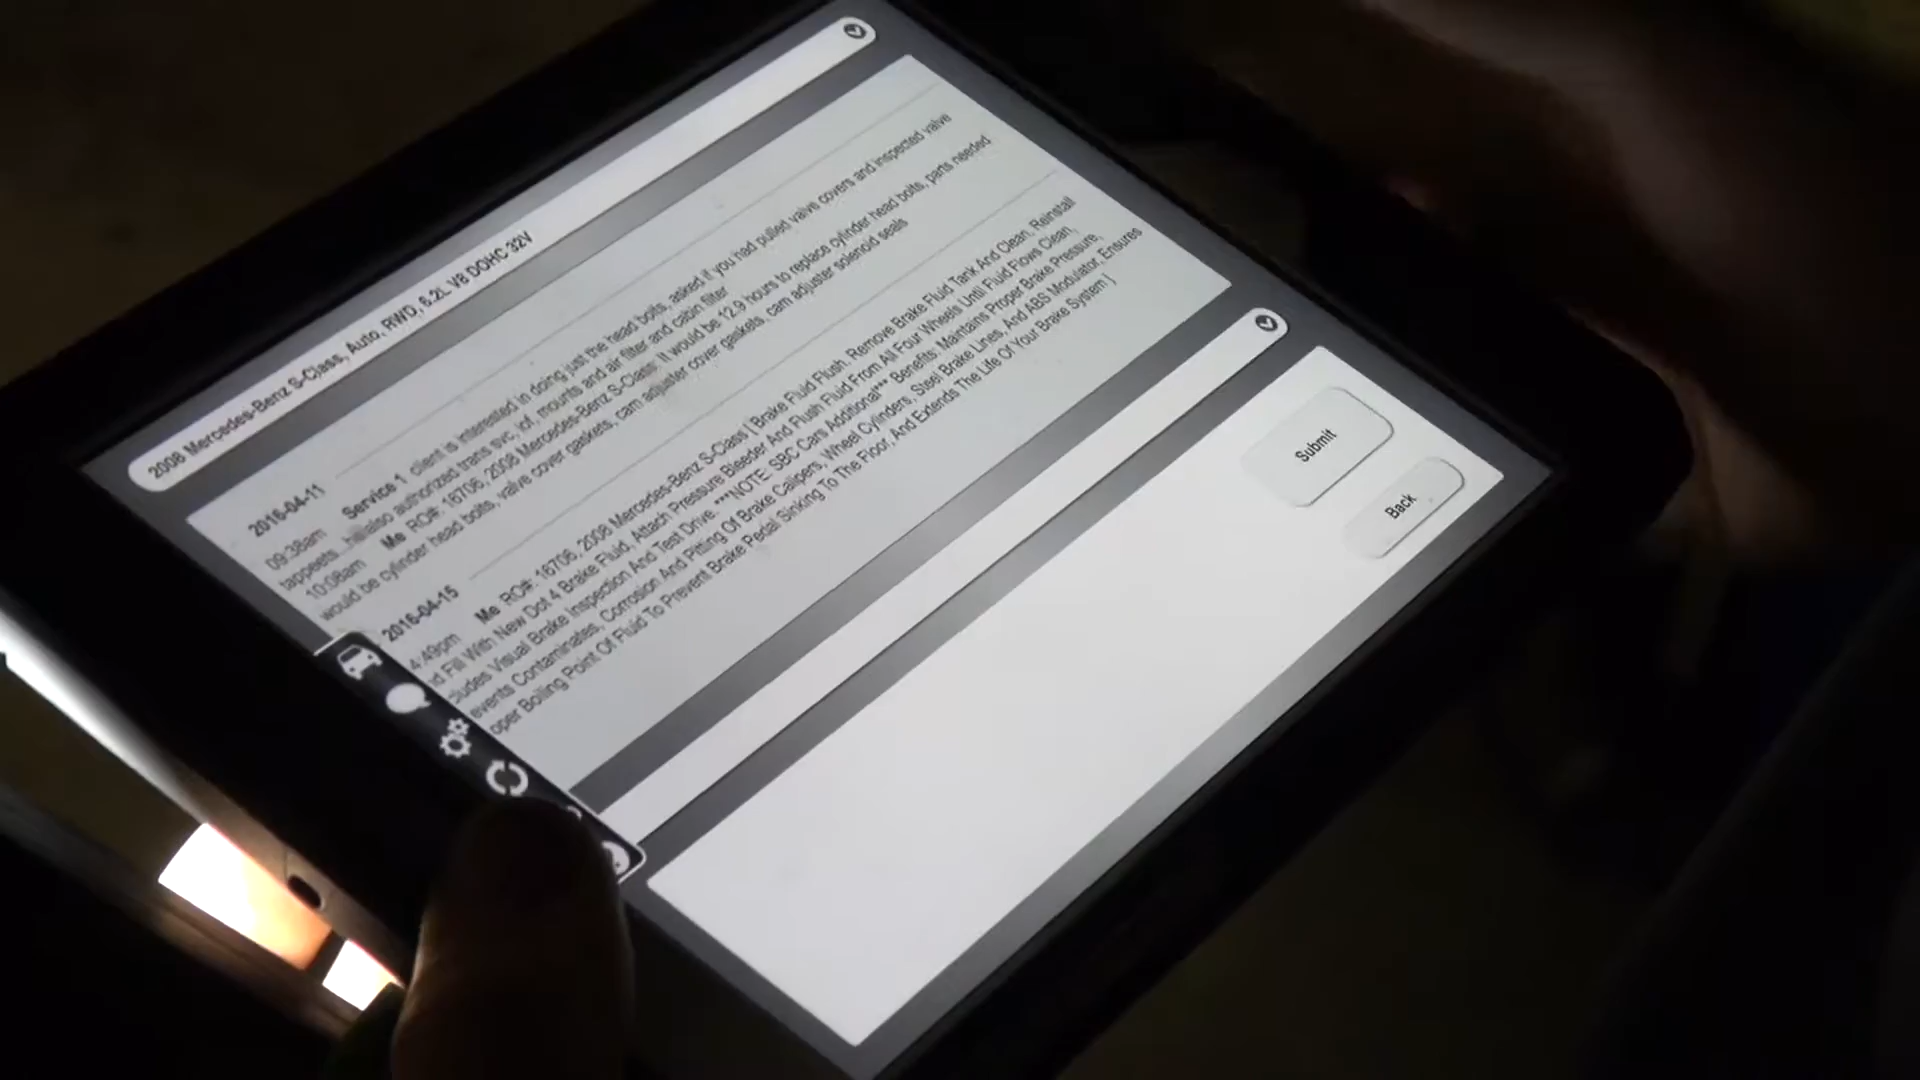 2008 Mercedes-Benz S-Class, Auto, RWD, 6.2L V8 DOHC 32V
2016-04-11
09:38am Service 1 client is interested in doing just the head bolts, asked if you had pulled valve covers and inspected valve
tappeets...hillalso authorized trans svc, lof, mounts and air filter and cabin filter
10:08am Me RO#: 16706, 2008 Mercedes-Benz S-Class: It would be 12.9 hours to replace cylinder head bolts, parts needed
would be cylinder head bolts, valve cover gaskets, cam adjuster cover gaskets, cam adjuster solenoid seals
2016-04-15
4:49pm Me RO#: 16706, 2008 Mercedes-Benz S-Class [ Brake Fluid Flush. Remove Brake Fluid Tank And Clean, Reinstall
d Fill With New Dot 4 Brake Fluid, Attach Pressure Bleeder And Flush Fluid From All Four Wheels Until Fluid Flows Clean,
cludes Visual Brake Inspection And Test Drive. ***NOTE: SBC Cars Additional*** Benefits: Maintains Proper Brake Pressure,
events Contaminates, Corrosion And Pitting Of Brake Calipers, Wheel Cylinders, Steel Brake Lines, And ABS Modulator, Ensures
oper Boiling Point Of Fluid To Prevent Brake Pedal Sinking To The Floor, And Extends The Life Of Your Brake System ]
Submit
Back